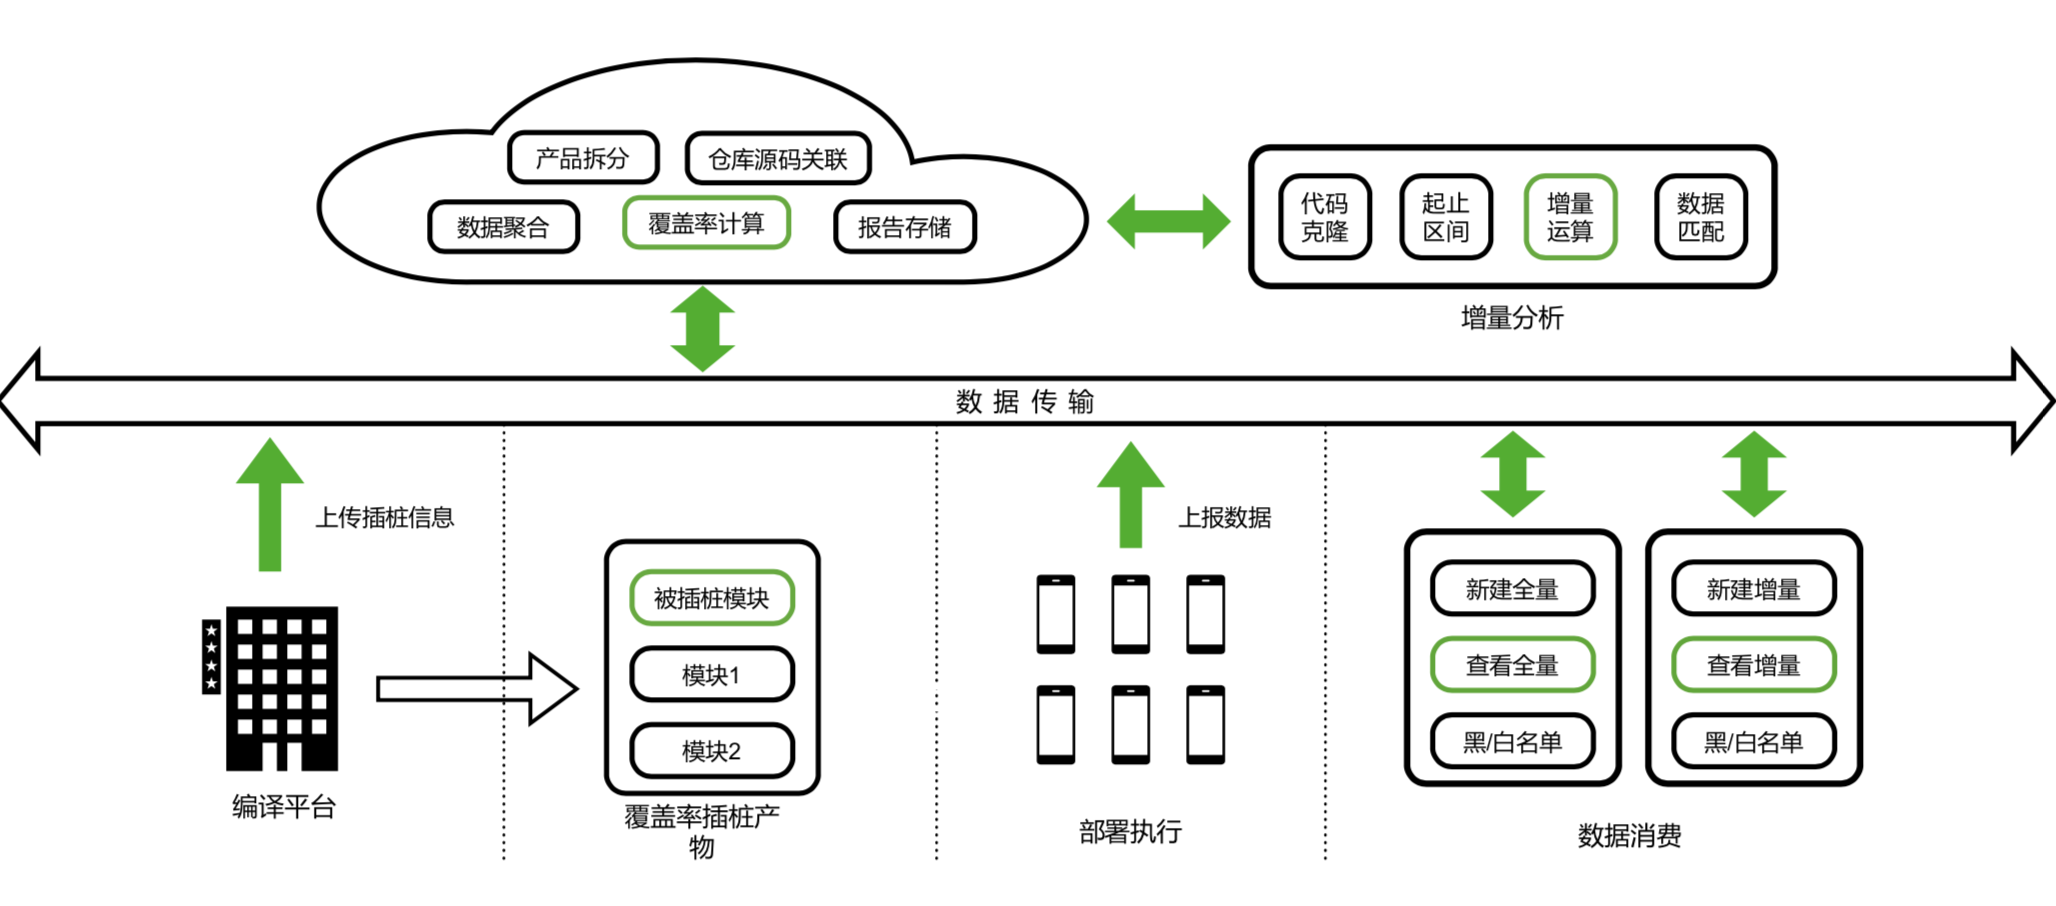 产品拆分
仓库源码关联
数据聚合
覆盖率计算
报告存储
代码
克隆
起止
区间
增量
运算
数据
匹配
增量分析
数据传输
上传插桩信息
编译平台
被插桩模块
模块1
模块2
覆盖率插桩产
物
上报数据
部署执行
新建全量
查看全量
黑/白名单
新建增量
查看增量
黑/白名单
数据消费